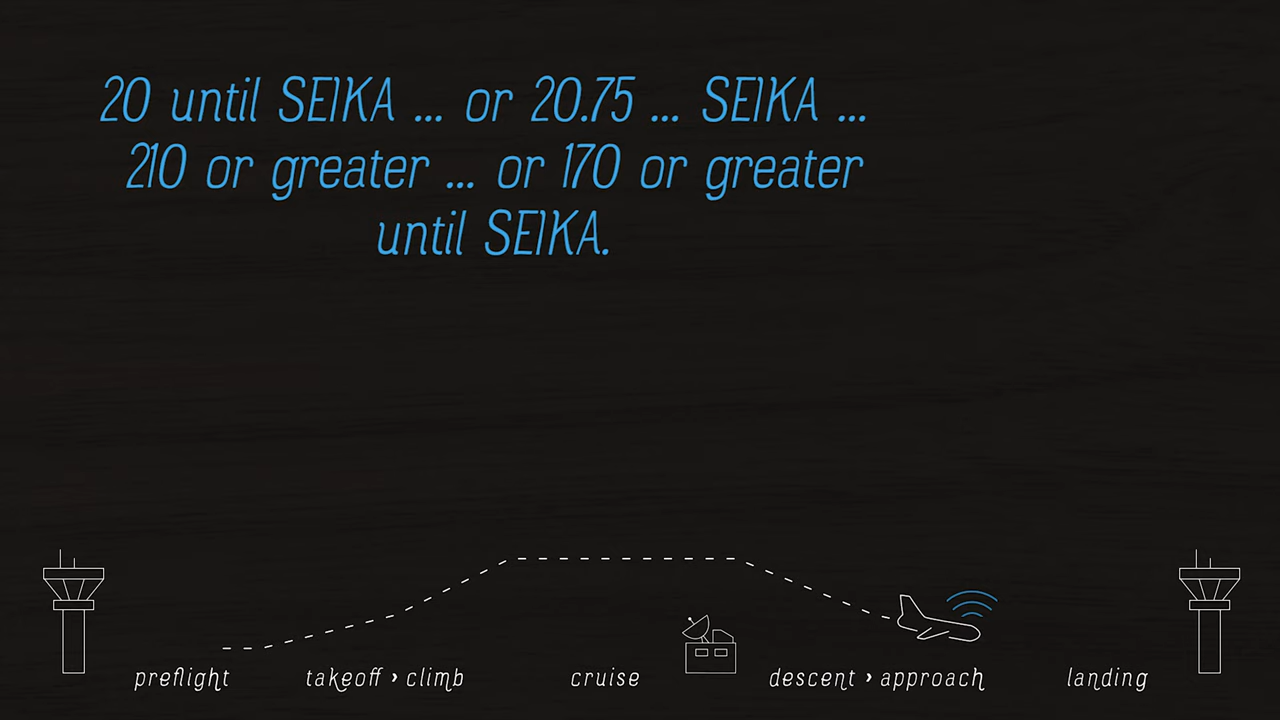 20 until SEIKA ... or 20.75 ... SEIKA ...
210 or greater ... or 170 or greater
until SEIKA.
preflight
takeoff › climb
cruise
descent › approach
landing